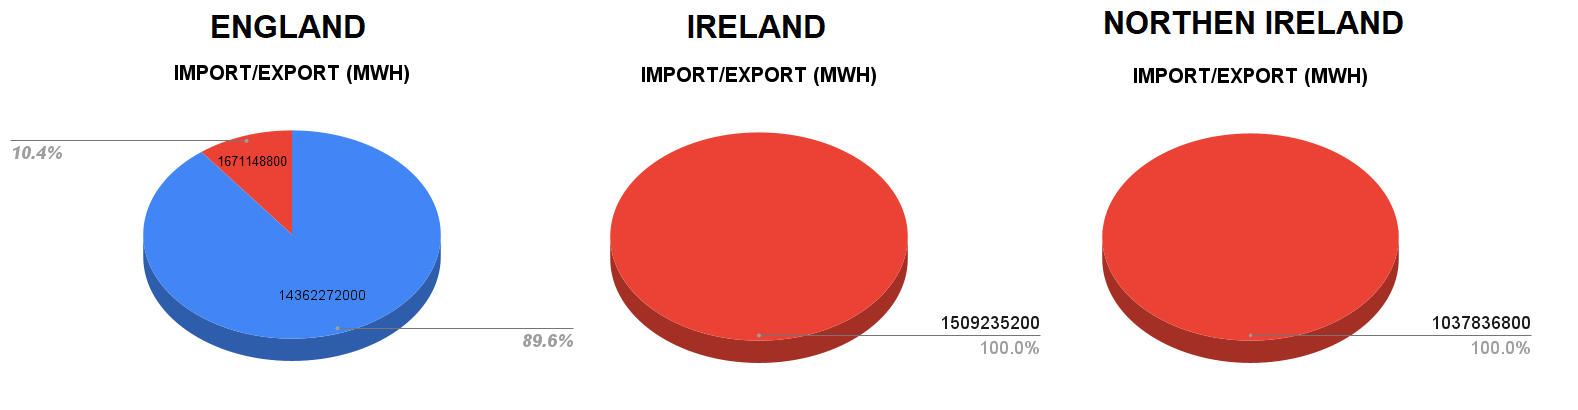 ENGLAND
IMPORT/EXPORT (MWH)
10.4%
1671148800
14362272000
89.6%
IRELAND
IMPORT/EXPORT (MWH)
1509235200
100.0%
NORTHEN IRELAND
IMPORT/EXPORT (MWH)
1037836800
100.0%